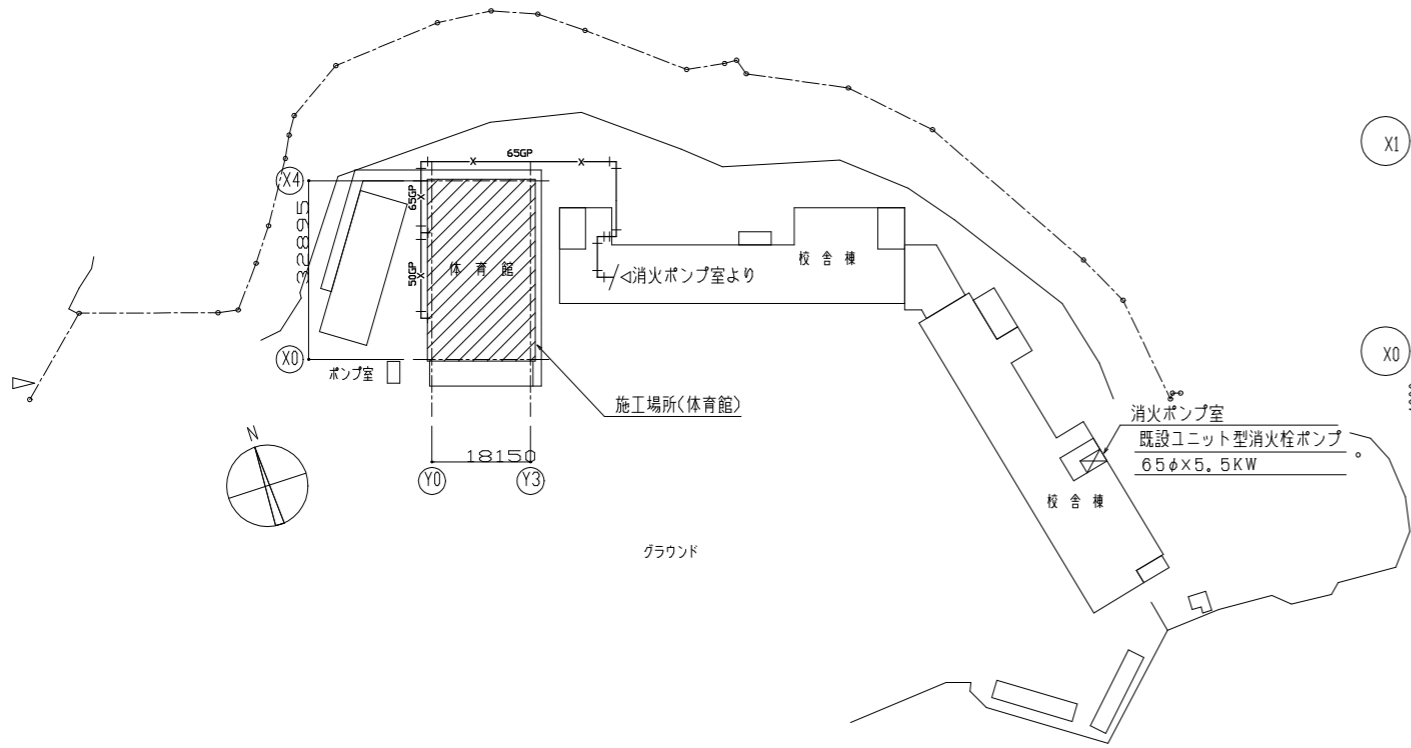 X1
65GP
X4
65GP
32895
体育館
50GP
校舎棟
◁消火ポンプ室より
X0
X0
ポンプ室
施工場所(体育館)
消火ポンプ室
既設ユニット型消火栓ポンプ
65φX5.5KW
N
18150
Y0
Y3
校舎棟
グラウンド